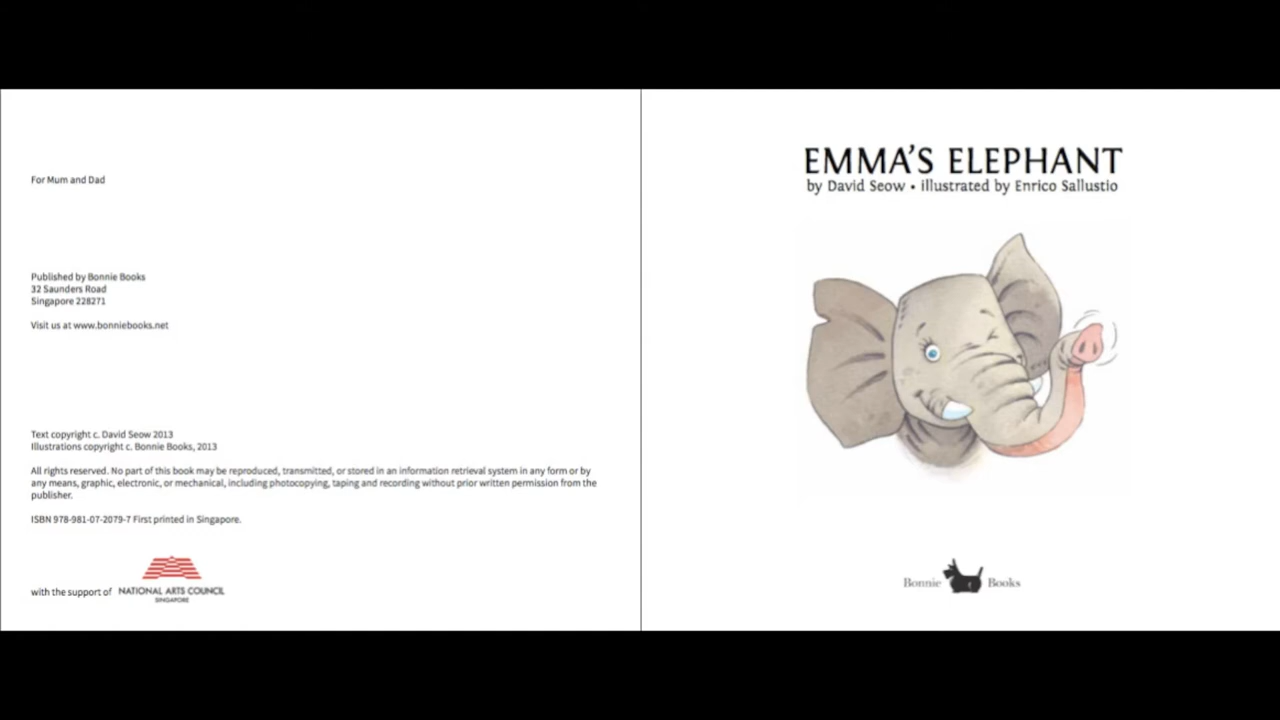 For Mum and Dad
Published by Bonnie Books
32 Saunders Road
Singapore 228271
Visit us at www.bonniebooks.net
Text copyright c. David Seow 2013
Illustrations copyright c. Bonnie Books, 2013
All rights reserved. No part of this book may be reproduced, transmitted, or stored in an information retrieval system in any form or by
any means, graphic, electronic, or mechanical, including photocopying, taping and recording without prior written permission from the
publisher.
ISBN 978-981-07-2079-7 First printed in Singapore.
with the support of NATIONAL ARTS COUNCIL
SINGAPORE
EMMA'S ELEPHANT
by David Seow • illustrated by Enrico Sallustio
Bonnie Books